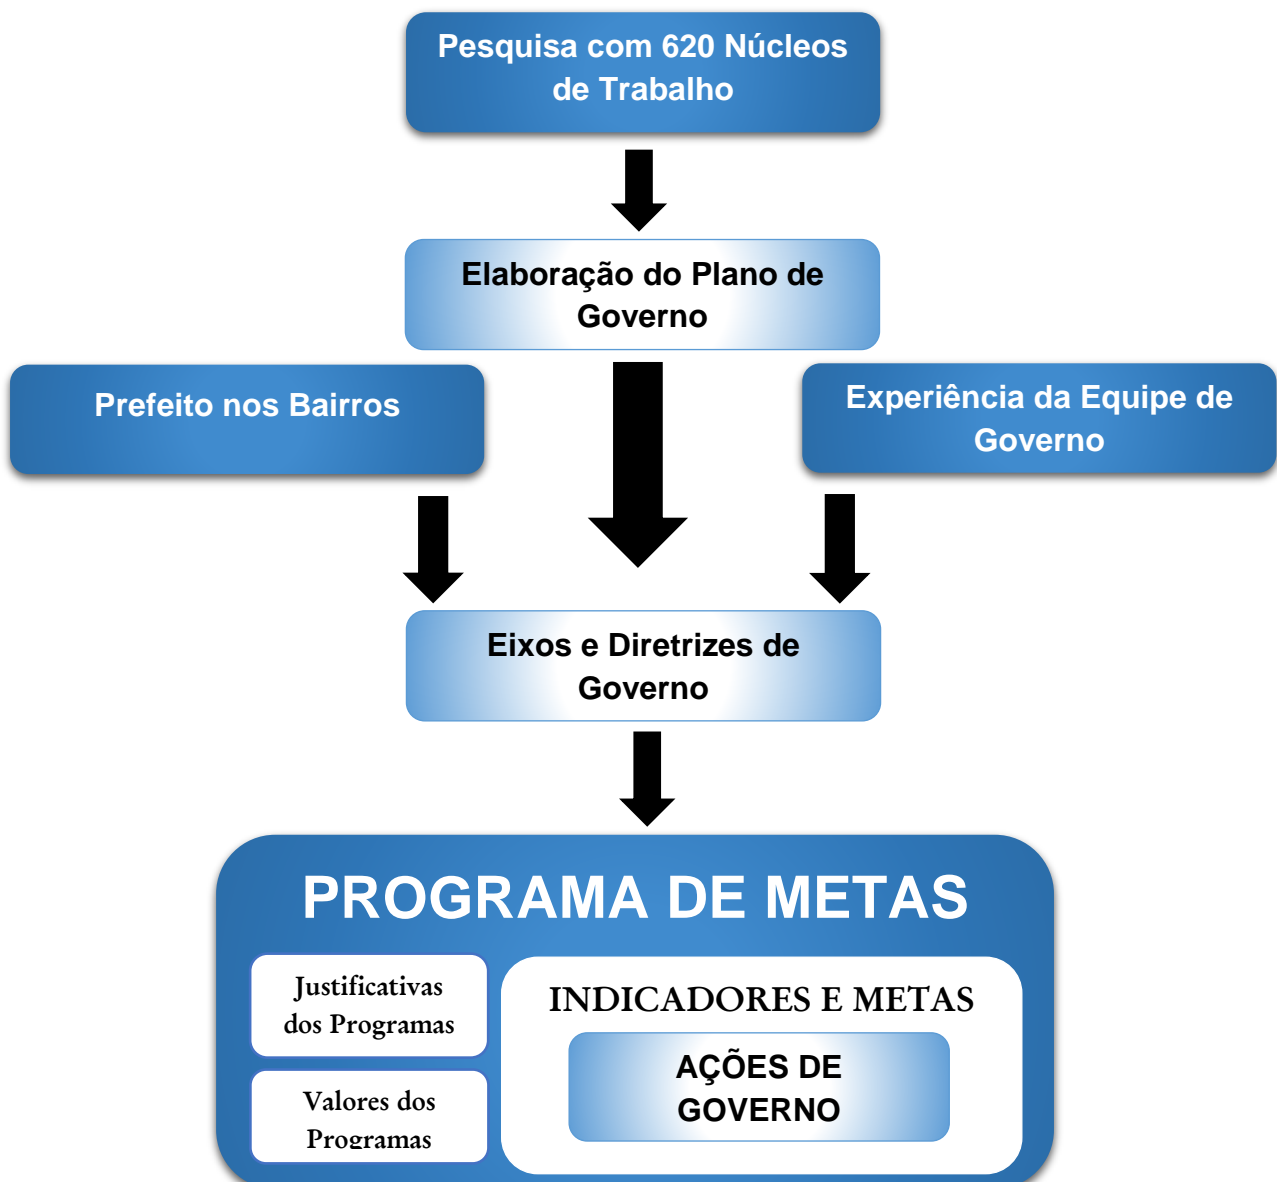 Pesquisa com 620 Núcleos
de Trabalho
Elaboração do Plano de
Governo
Prefeito nos Bairros
Experiência da Equipe de
Governo
Eixos e Diretrizes de
Governo
PROGRAMA DE METAS
Justificativas
dos Programas
Valores dos
Programas
INDICADORES E METAS
AÇÕES DE
GOVERNO